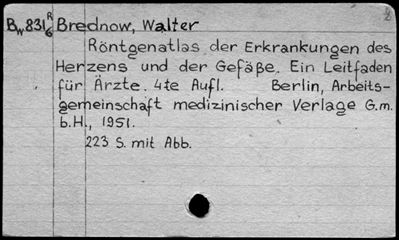 Bw 831 R/6 Brednow, Walter
Röntgenatlas der Erkrankungen des
Herzens und der Gefäße. Ein Leitfaden
für Ärzte. 4te Aufl. Berlin, Arbeits-
gemeinschaft medizinischer Verlage G.m.
b.H., 1951.
223 S. mit Abb.